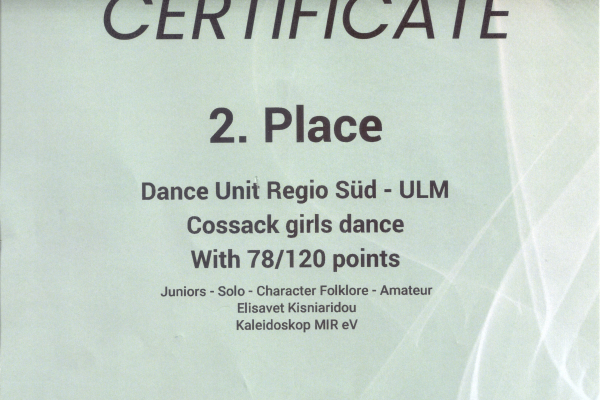 CERTIFICATE
2. Place
Dance Unit Regio Süd - ULM
Cossack girls dance
With 78/120 points
Juniors - Solo - Character Folklore - Amateur
Elisavet Kisniaridou
Kaleidoskop MIR eV